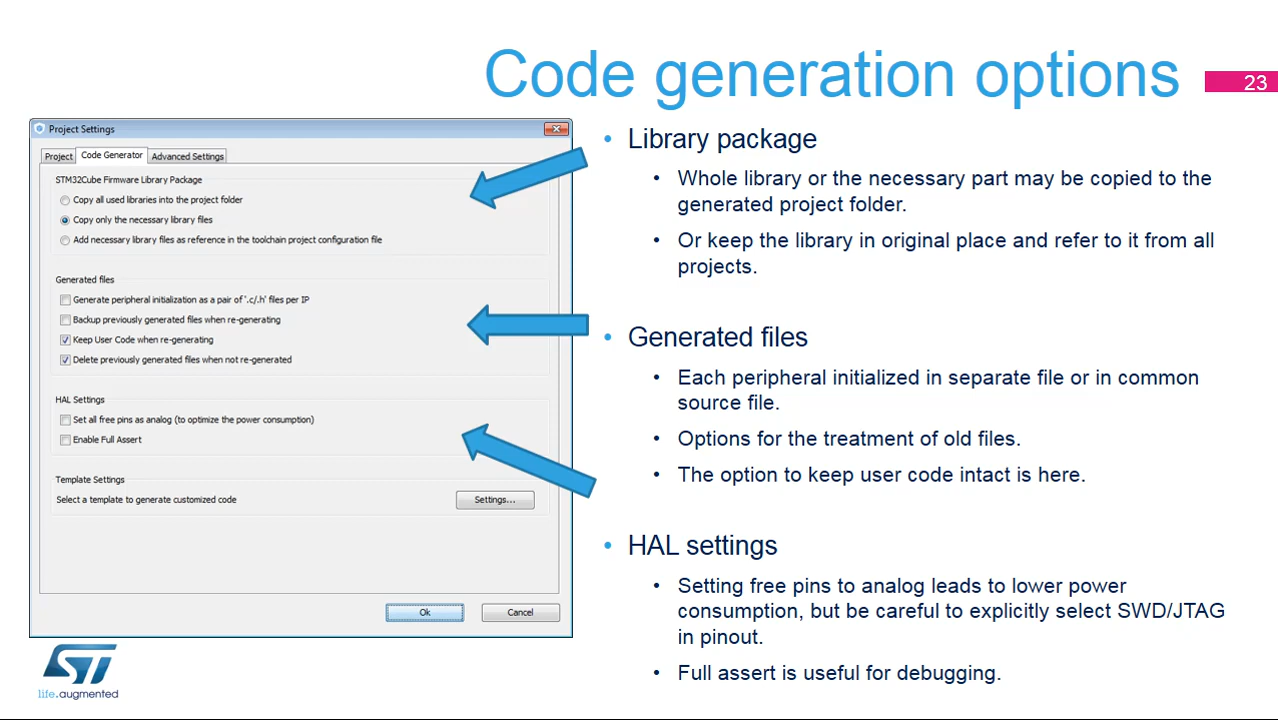 Code generation options
23
Project Settings
Project
Code Generator
Advanced Settings
STM32Cube Firmware Library Package
Copy all used libraries into the project folder
Copy only the necessary library files
Add necessary library files as reference in the toolchain project configuration file
Generated files
Generate peripheral initialization as a pair of '.c/.h' files per IP
Backup previously generated files when re-generating
Keep User Code when re-generating
Delete previously generated files when not re-generated
HAL Settings
Set all free pins as analog (to optimize the power consumption)
Enable Full Assert
Template Settings
Select a template to generate customized code
Settings...
Ok
Cancel
• Library package
• Whole library or the necessary part may be copied to the
generated project folder.
• Or keep the library in original place and refer to it from all
projects.
• Generated files
• Each peripheral initialized in separate file or in common
source file.
• Options for the treatment of old files.
• The option to keep user code intact is here.
• HAL settings
• Setting free pins to analog leads to lower power
consumption, but be careful to explicitly select SWD/JTAG
in pinout.
• Full assert is useful for debugging.
ST
life.augmented